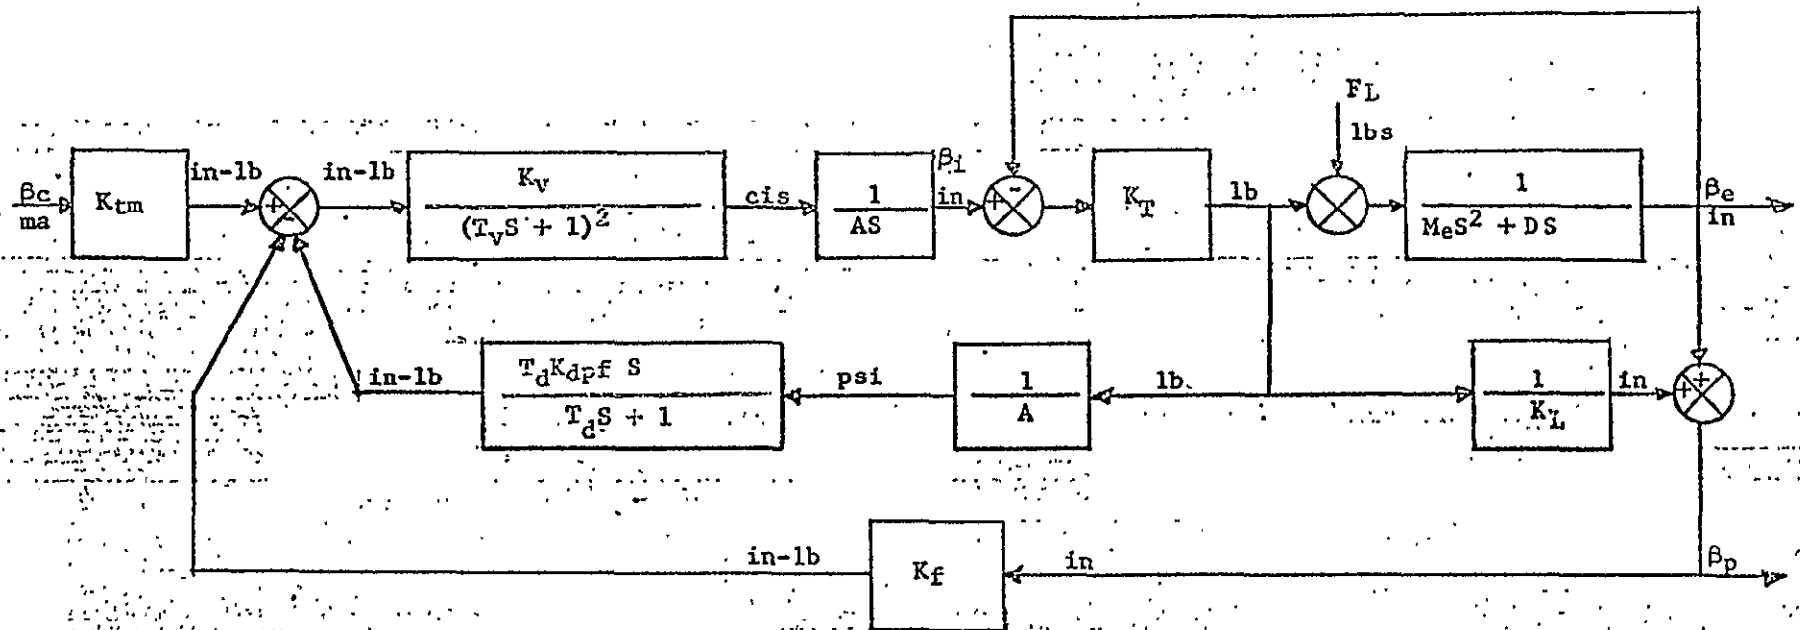 βc
ma
Ktm
in-lb
+
-
in-lb
Kv
(TvS + 1)²
cis
1
AS
βi
in
+
-
KT
lb
FL
lbs
1
MeS² + DS
βe
in
in-lb
TdKdpf S
TdS + 1
psi
1
A
lb
1
KL
in
+
+
in-lb
Kf
in
βp